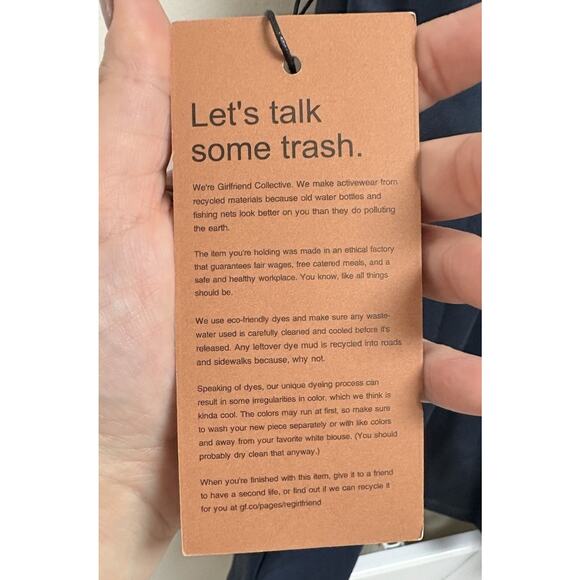 Let's talk
some trash.
We're Girlfriend Collective. We make activewear from
recycled materials because old water bottles and
fishing nets look better on you than they do polluting
the earth.
The item you're holding was made in an ethical factory
that guarantees fair wages, free catered meals, and a
safe and healthy workplace. You know, like all things
should be.
We use eco-friendly dyes and make sure any waste-
water used is carefully cleaned and cooled before it's
released. Any leftover dye mud is recycled into roads
and sidewalks because, why not.
Speaking of dyes, our unique dyeing process can
result in some irregularities in color, which we think is
kinda cool. The colors may run at first, so make sure
to wash your new piece separately or with like colors
and away from your favorite white blouse. (You should
probably dry clean that anyway.)
When you're finished with this item, give it to a friend
to have a second life, or find out if we can recycle it
for you at gf.co/pages/regirlfriend